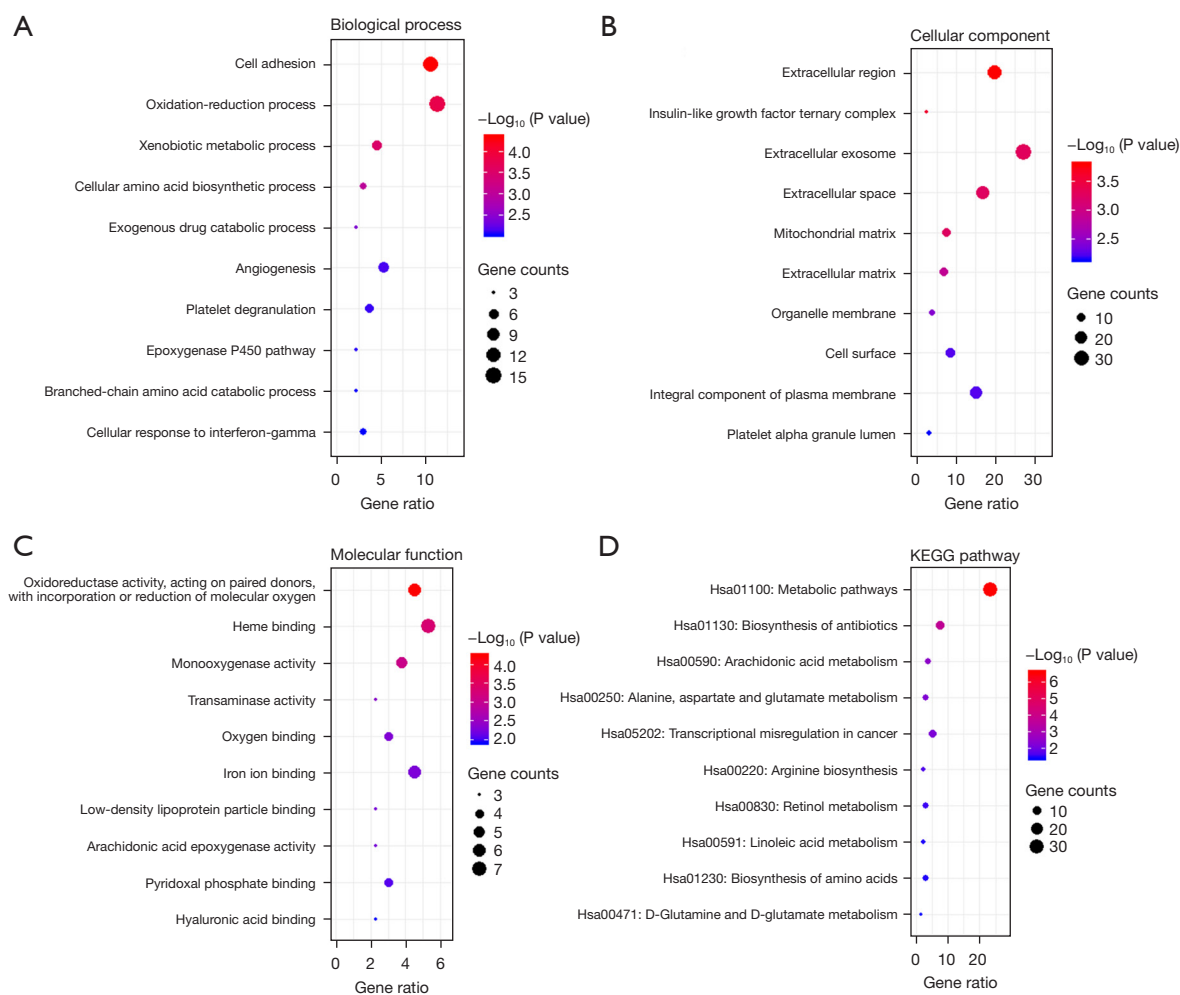 A
Biological process
Cell adhesion
Oxidation-reduction process
Xenobiotic metabolic process
Cellular amino acid biosynthetic process
Exogenous drug catabolic process
Angiogenesis
Platelet degranulation
Epoxygenase P450 pathway
Branched-chain amino acid catabolic process
Cellular response to interferon-gamma
0 5 10
Gene ratio
−Log10 (P value)
4.0
3.5
3.0
2.5
Gene counts
3
6
9
12
15
B
Cellular component
Extracellular region
Insulin-like growth factor ternary complex
Extracellular exosome
Extracellular space
Mitochondrial matrix
Extracellular matrix
Organelle membrane
Cell surface
Integral component of plasma membrane
Platelet alpha granule lumen
0 10 20 30
Gene ratio
−Log10 (P value)
3.5
3.0
2.5
Gene counts
10
20
30
C
Molecular function
Oxidoreductase activity, acting on paired donors,
with incorporation or reduction of molecular oxygen
Heme binding
Monooxygenase activity
Transaminase activity
Oxygen binding
Iron ion binding
Low-density lipoprotein particle binding
Arachidonic acid epoxygenase activity
Pyridoxal phosphate binding
Hyaluronic acid binding
0 2 4 6
Gene ratio
−Log10 (P value)
4.0
3.5
3.0
2.5
2.0
Gene counts
3
4
5
6
7
D
KEGG pathway
Hsa01100: Metabolic pathways
Hsa01130: Biosynthesis of antibiotics
Hsa00590: Arachidonic acid metabolism
Hsa00250: Alanine, aspartate and glutamate metabolism
Hsa05202: Transcriptional misregulation in cancer
Hsa00220: Arginine biosynthesis
Hsa00830: Retinol metabolism
Hsa00591: Linoleic acid metabolism
Hsa01230: Biosynthesis of amino acids
Hsa00471: D-Glutamine and D-glutamate metabolism
0 10 20
Gene ratio
−Log10 (P value)
6
5
4
3
2
Gene counts
10
20
30